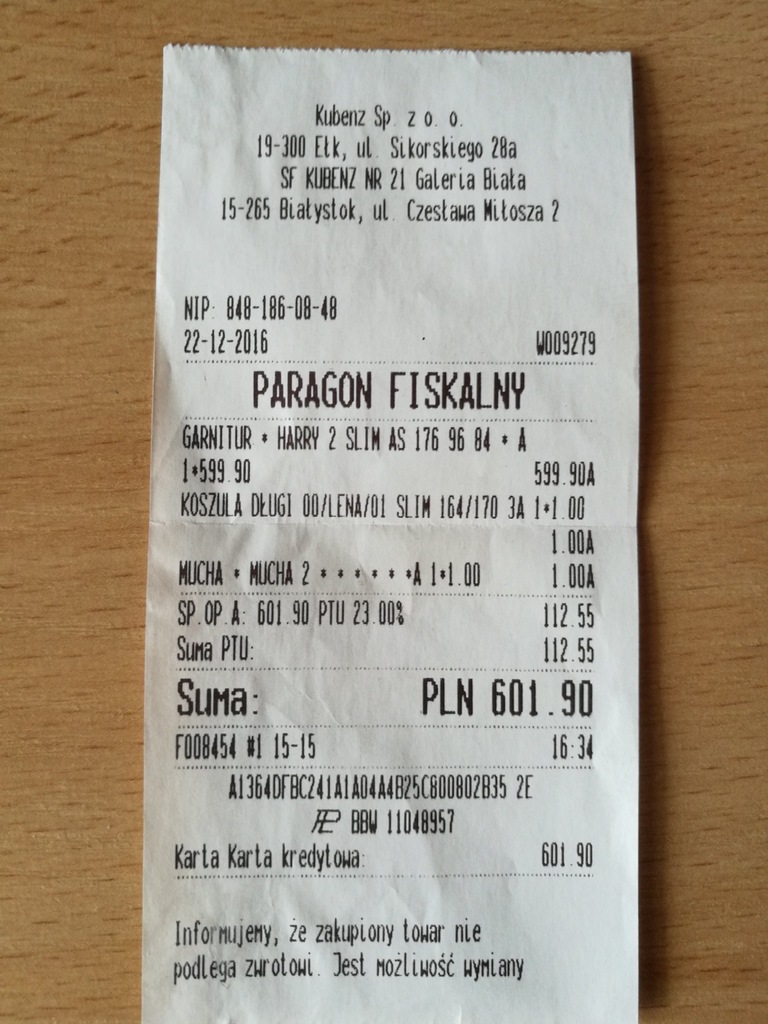 Kubenz Sp. z o. o.
19-300 Ełk, ul. Sikorskiego 28a
SF KUBENZ NR 21 Galeria Biała
15-265 Białystok, ul. Czesława Miłosza 2
NIP: 848-186-08-48
22-12-2016 W009279
PARAGON FISKALNY
GARNITUR * HARRY 2 SLIM AS 176 96 84 * A
1*599.90 599.90A
KOSZULA DŁUGI 00/LENA/01 SLIM 164/170 3A 1*1.00
1.00A
MUCHA * MUCHA 2 * * * * * *A 1*1.00 1.00A
SP.OP.A: 601.90 PTU 23.00% 112.55
Suma PTU: 112.55
Suma: PLN 601.90
F008454 #1 15-15 16:34
A1364DFBC241A1A04A4B25C600802B35 2E
BBW 11048957
Karta Karta kredytowa: 601.90
Informujemy, że zakupiony towar nie
podlega zwrotowi. Jest możliwość wymiany